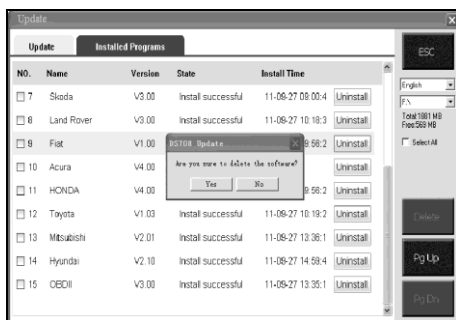 Update...
Update Installed Programs ESC
NO. Name Version State Install Time
English
7 Skoda V3.00 Install successful 11-09-27 09:00:4 Uninstall
F:\
8 Land Rover V3.00 Install successful 11-09-27 10:18:3 Uninstall
Total:1881 MB
Free:569 MB
9 Fiat V1.00 9:56:2 Uninstall
Select All
DST08 Update
Are you sure to delete the software?
Yes No
10 Acura V4.00 Uninstall
11 HONDA V4.00 9:56:2 Uninstall
12 Toyota V1.03 Install successful 11-09-27 10:19:2 Uninstall
Delete
13 Mitsubishi V2.01 Install successful 11-09-27 13:36:1 Uninstall
14 Hyundai V2.10 Install successful 11-09-27 14:59:4 Uninstall
Pg Up
15 OBDII V3.00 Install successful 11-09-27 13:35:1 Uninstall
Pg Dn